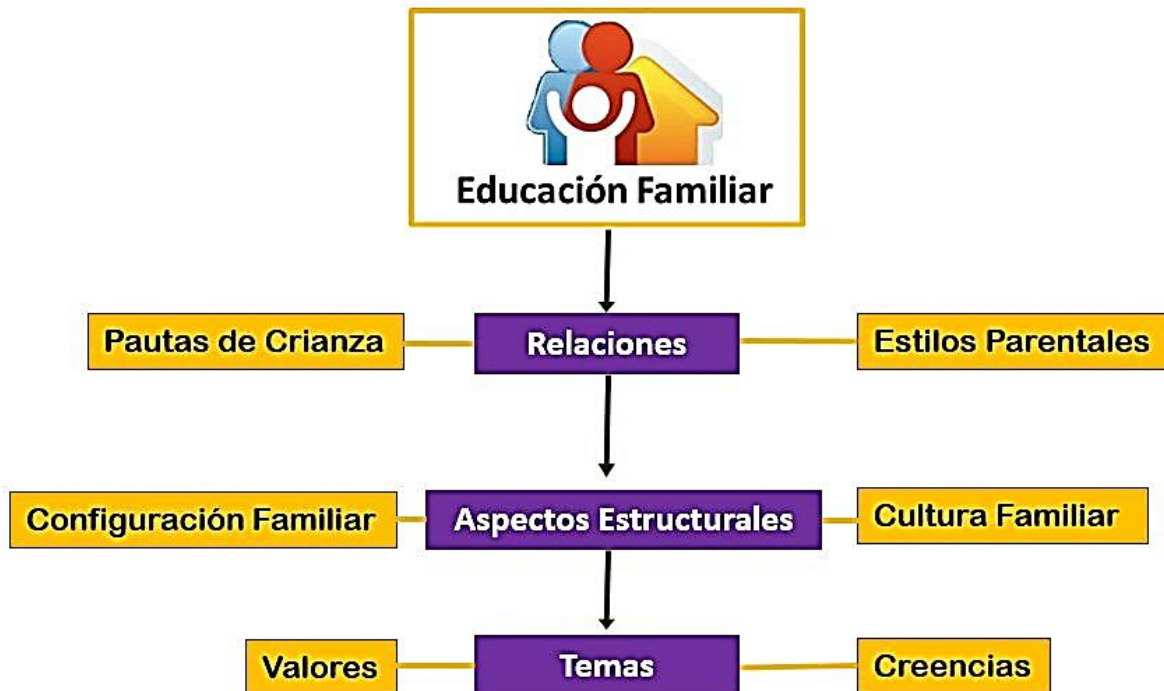 Educación Familiar
Pautas de Crianza
Relaciones
Estilos Parentales
Configuración Familiar
Aspectos Estructurales
Cultura Familiar
Valores
Temas
Creencias